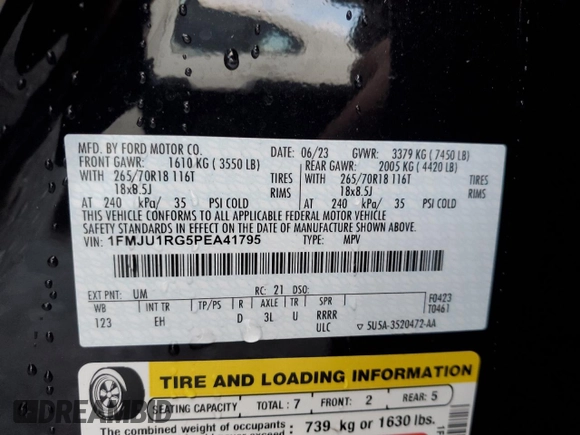 MFD. BY FORD MOTOR CO. DATE: 06/23 GVWR: 3379 KG ( 7450 LB)
FRONT GAWR: 1610 KG ( 3550 LB) REAR GAWR: 2005 KG ( 4420 LB)
WITH 265/70R18 116T TIRES WITH 265/70R18 116T TIRES
18x8.5J RIMS 18x8.5J RIMS
AT 240 kPa/ 35 PSI COLD AT 240 kPa/ 35 PSI COLD
THIS VEHICLE CONFORMS TO ALL APPLICABLE FEDERAL MOTOR VEHICLE
SAFETY STANDARDS IN EFFECT ON THE DATE OF MANUFACTURE SHOWN ABOVE.
VIN: 1FMJU1RG5PEA41795 TYPE: MPV
EXT PNT: UM RC: 21 DSO:
WB INT TR TP/PS R AXLE TR SPR F0423
T0461
123 EH D 3L U RRRR
ULC 5U5A-3520472-AA
TIRE AND LOADING INFORMATION
SEATING CAPACITY TOTAL: 7 FRONT: 2 REAR: 5
The combined weight of occupants 739 kg or 1630 lbs.
DREAMBID